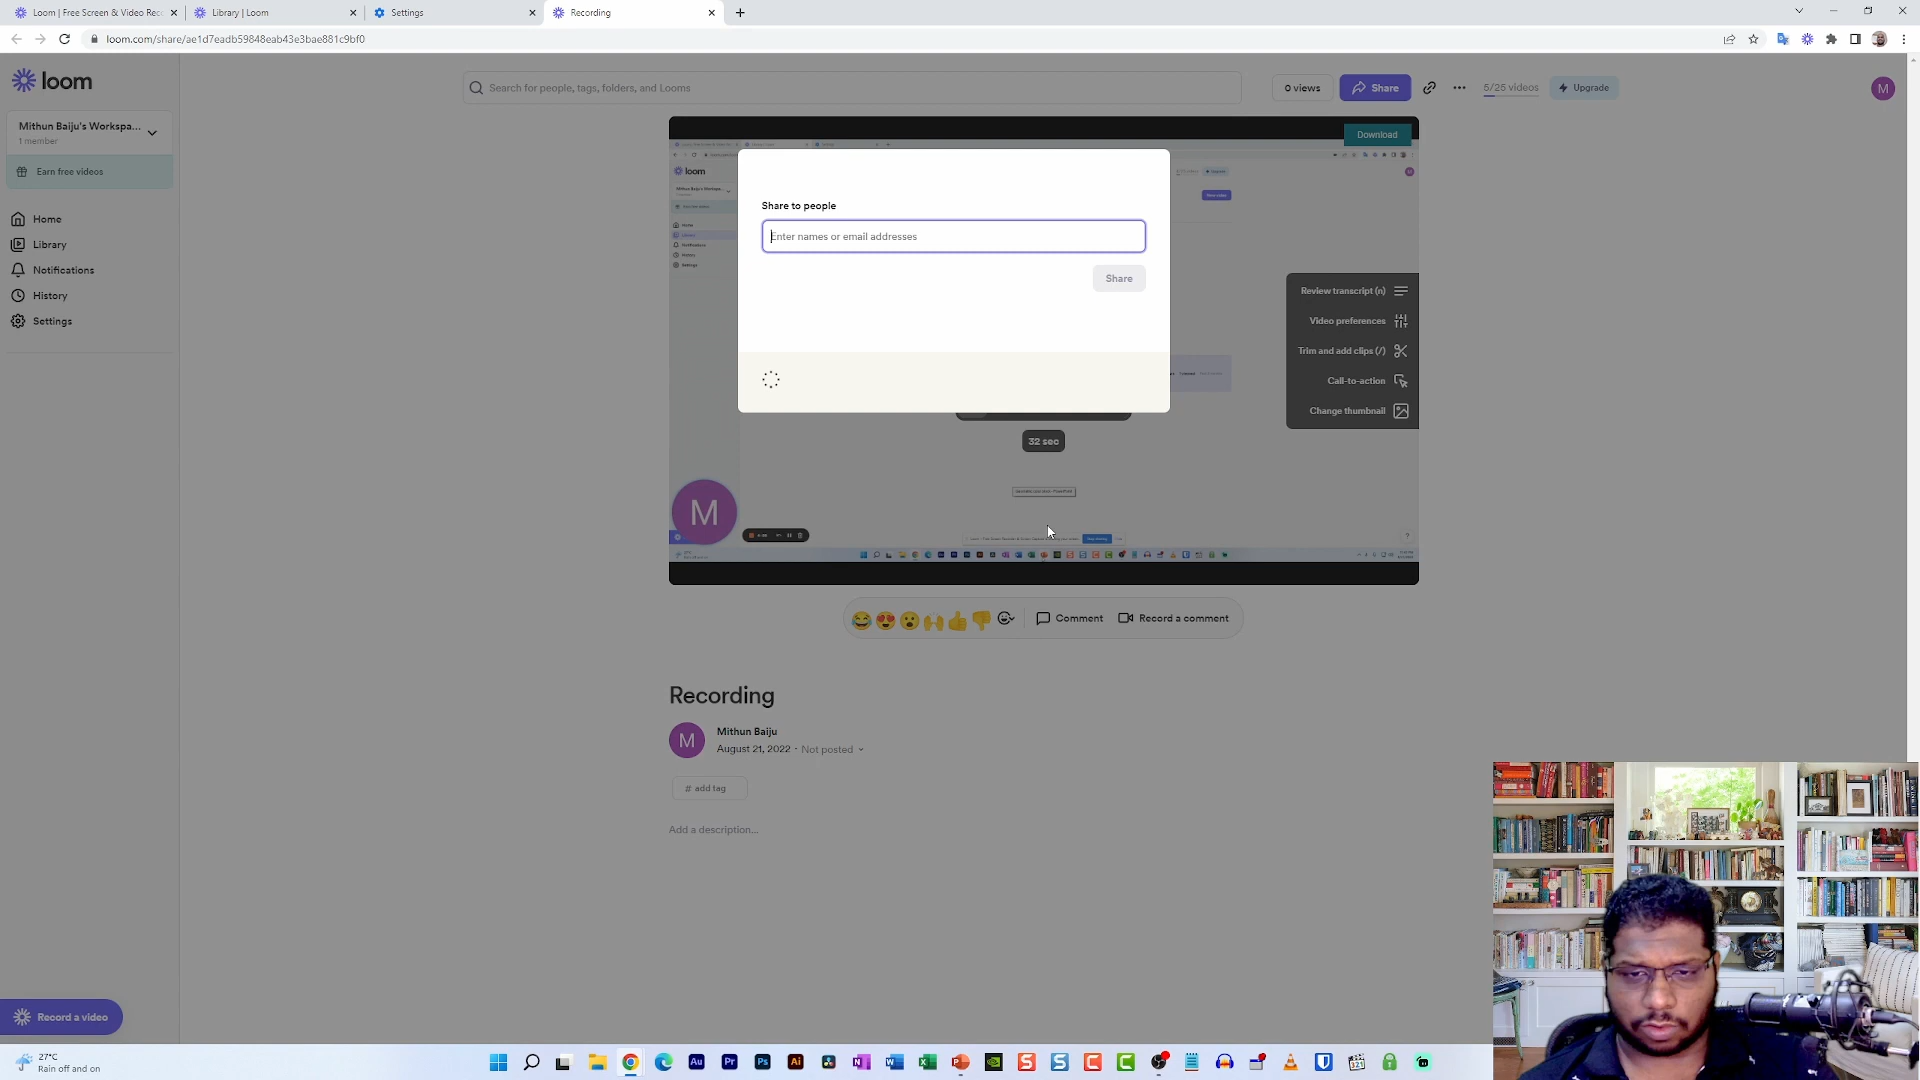 Loom | Free Screen & Video Rec
Library | Loom
Settings
Recording
loom.com/share/ae1d7eadb59848eab43e3bae881c9bf0
loom
Search for people, tags, folders, and Looms
0 views
Share
5/25 videos
Upgrade
M
Mithun Baiju's Workspa...
1 member
Earn free videos
Home
Library
Notifications
History
Settings
Download
loom
Share to people
Enter names or email addresses
Share
Review transcript (n)
Video preferences
Trim and add clips (/)
Call-to-action
Change thumbnail
32 sec
M
Comment
Record a comment
Recording
M
Mithun Baiju
August 21, 2022 · Not posted
# add tag
Add a description...
Record a video
27°C
Rain off and on